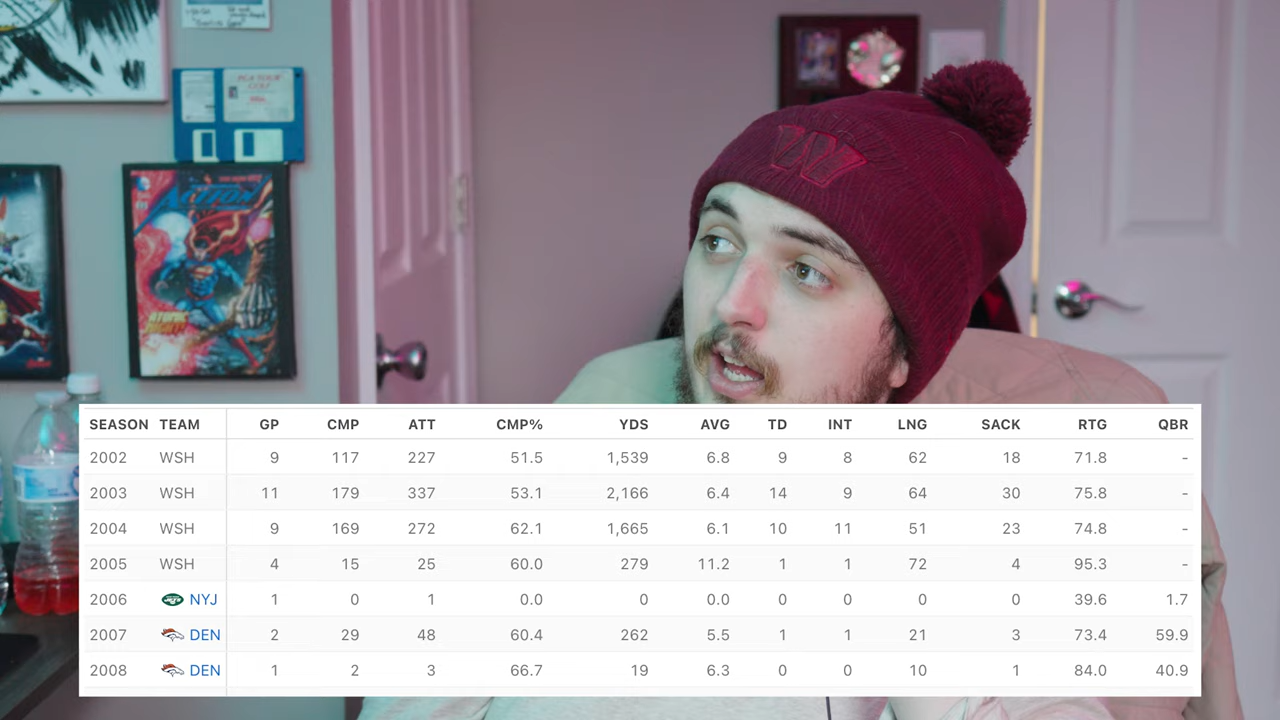 PGA TOUR
GOLF
ACTION
ATOMIC
KNIGHTS
W
SEASON TEAM GP CMP ATT CMP% YDS AVG TD INT LNG SACK RTG QBR
2002 WSH 9 117 227 51.5 1,539 6.8 9 8 62 18 71.8 -
2003 WSH 11 179 337 53.1 2,166 6.4 14 9 64 30 75.8 -
2004 WSH 9 169 272 62.1 1,665 6.1 10 11 51 23 74.8 -
2005 WSH 4 15 25 60.0 279 11.2 1 1 72 4 95.3 -
2006 NYJ 1 0 1 0.0 0 0.0 0 0 0 0 39.6 1.7
2007 DEN 2 29 48 60.4 262 5.5 1 1 21 3 73.4 59.9
2008 DEN 1 2 3 66.7 19 6.3 0 0 10 1 84.0 40.9